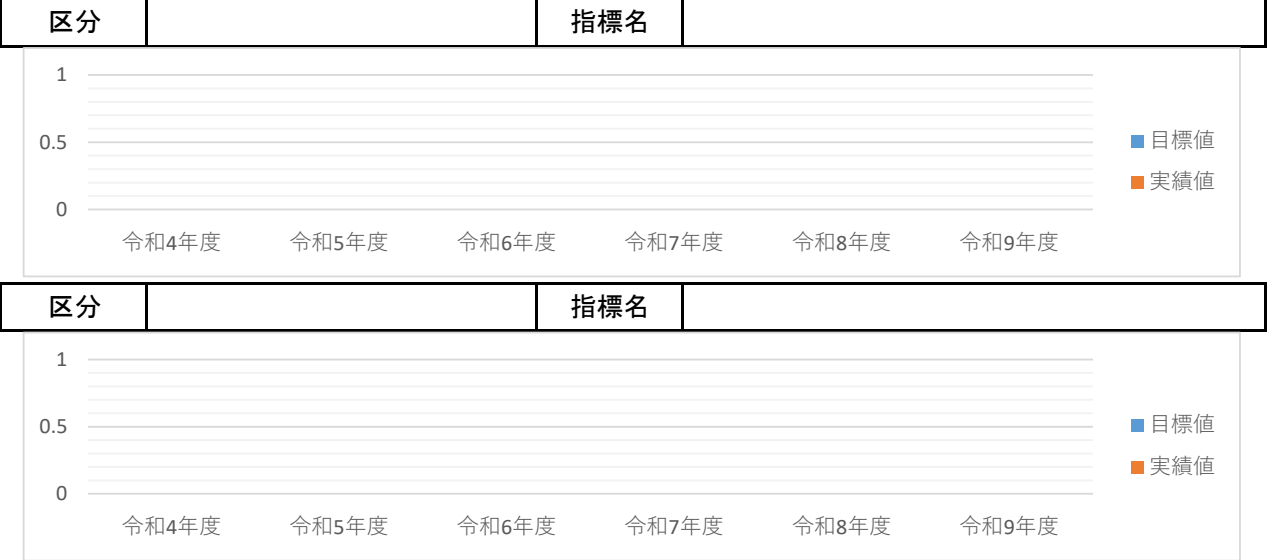 区分 指標名
1
0.5
0
目標値
実績値
令和4年度 令和5年度 令和6年度 令和7年度 令和8年度 令和9年度
区分 指標名
1
0.5
0
目標値
実績値
令和4年度 令和5年度 令和6年度 令和7年度 令和8年度 令和9年度